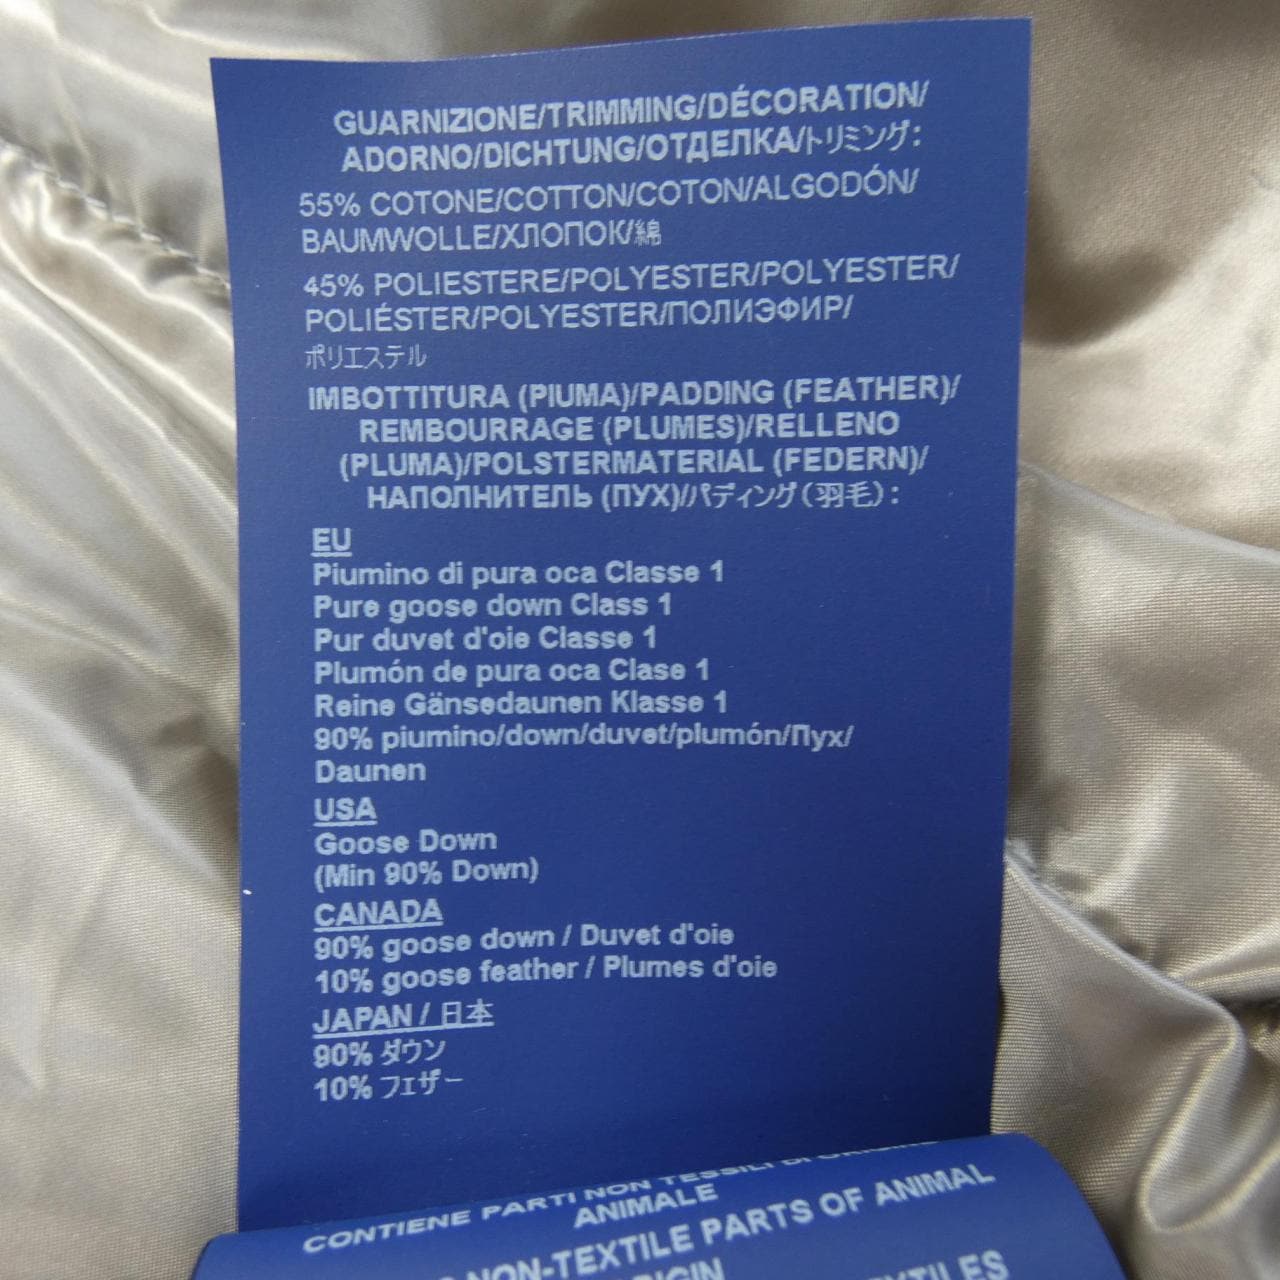 GUARNIZIONE/TRIMMING/DÉCORATION/
ADORNO/DICHTUNG/ОТДЕЛКА/トリミング:
55% COTONE/COTTON/COTON/ALGODÓN/
BAUMWOLLE/ХЛОПОК/綿
45% POLIESTERE/POLYESTER/POLYESTER/
POLIÉSTER/POLYESTER/ПОЛИЭФИР/
ポリエステル
IMBOTTITURA (PIUMA)/PADDING (FEATHER)/
REMBOURRAGE (PLUMES)/RELLENO
(PLUMA)/POLSTERMATERIAL (FEDERN)/
НАПОЛНИТЕЛЬ (ПУХ)/パディング(羽毛):
EU
Piumino di pura oca Classe 1
Pure goose down Class 1
Pur duvet d'oie Classe 1
Plumón de pura oca Clase 1
Reine Gänsedaunen Klasse 1
90% piumino/down/duvet/plumón/Пух/
Daunen
USA
Goose Down
(Min 90% Down)
CANADA
90% goose down / Duvet d'oie
10% goose feather / Plumes d'oie
JAPAN / 日本
90% ダウン
10% フェザー
CONTIENE PARTI NON TESSILI DI ORIGINE
ANIMALE
NON-TEXTILE PARTS OF ANIMAL